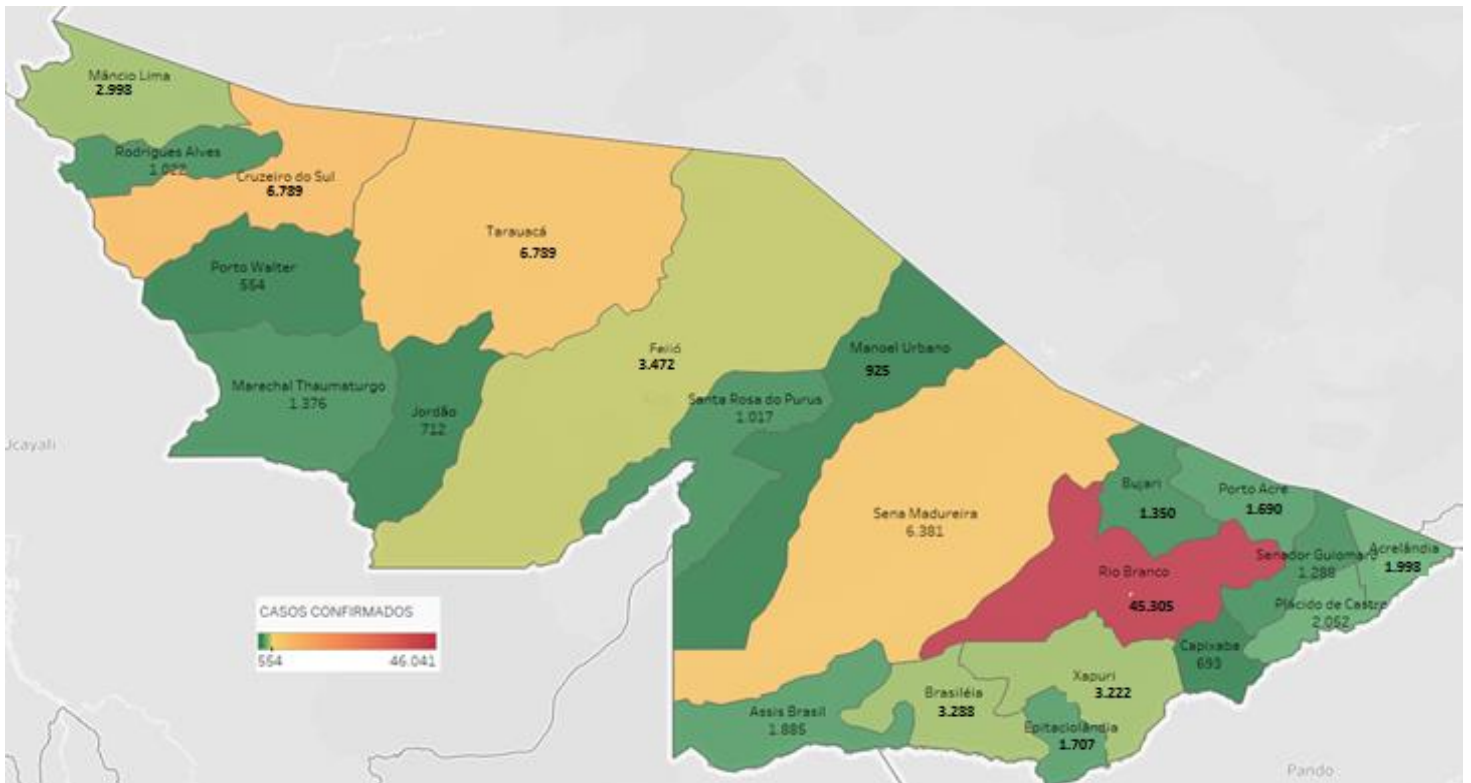 Mâncio Lima
2.998
Rodrigues Alves
Cruzeiro do Sul
6.789
Tarauacá
6.789
Porto Walter
554
Feijó
3.472
Manoel Urbano
925
Marechal Thaumaturgo
1.376
Jordão
712
Santa Rosa do Purus
1.017
Ucayali
Sena Madureira
6.381
Bujari
1.350
Porto Acre
1.690
Senador Guiomard
1.288
Acrelândia
1.998
Rio Branco
45.305
Plácido de Castro
2.052
CASOS CONFIRMADOS
554
46.041
Capixaba
693
Xapuri
3.222
Brasiléia
3.288
Assis Brasil
1.885
Epitaciolândia
1.707
Pando